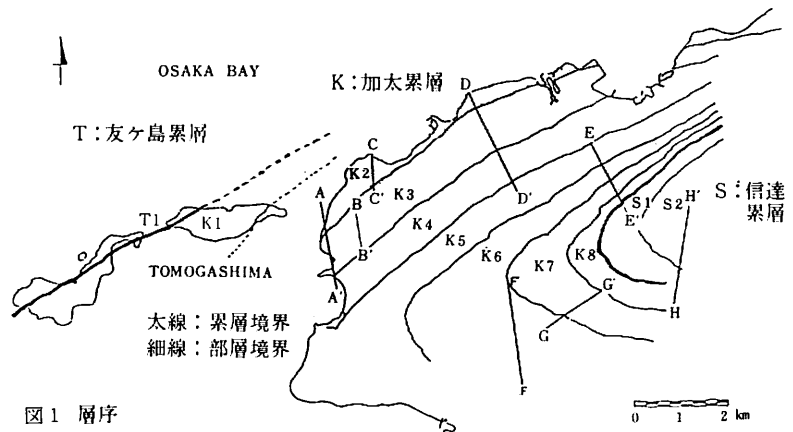 OSAKA BAY
K:加太累層
T:友ケ島累層
D
C
K2
E
A
B
C'
K3
T1
K1
D'
S1
S2
H'
S:信達
累層
E'
K4
B'
K5
TOMOGASHIMA
K6
K8
K7
A'
F'
G'
太線:累層境界
H
G
細線:部層境界
F
図1 層序
0 1 2 km